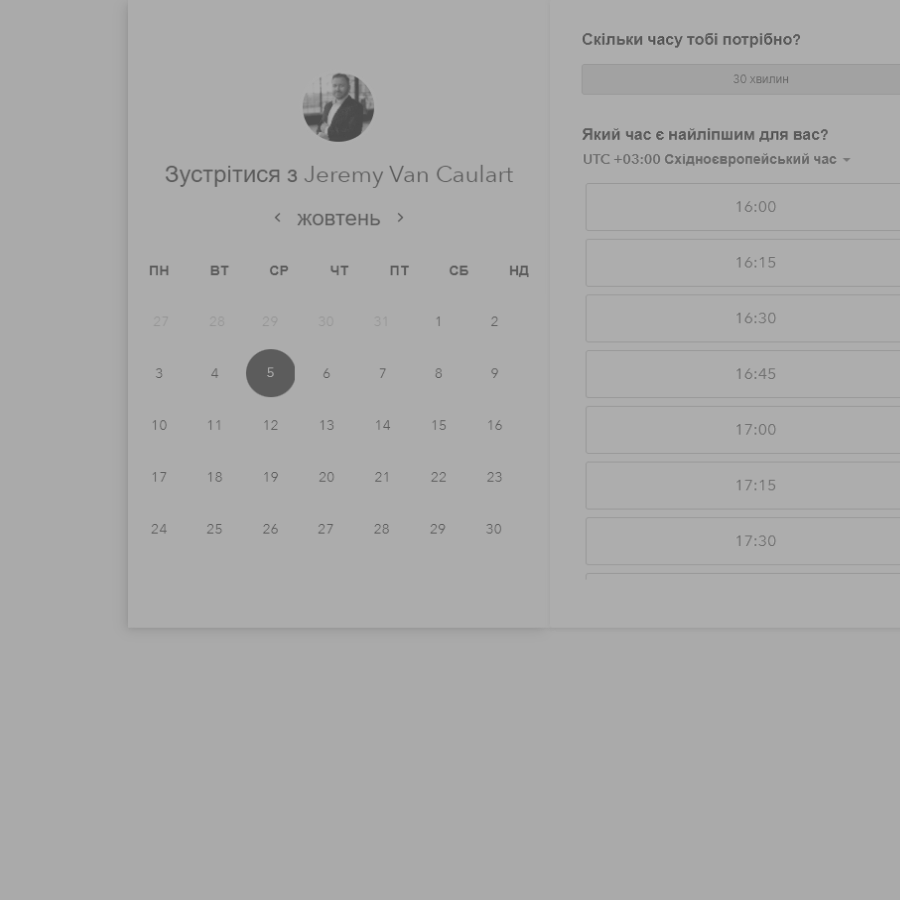 Зустрітися з Jeremy Van Caulart
жовтень
ПН ВТ СР ЧТ ПТ СБ НД
27 28 29 30 31 1 2
3 4 5 6 7 8 9
10 11 12 13 14 15 16
17 18 19 20 21 22 23
24 25 26 27 28 29 30
Скільки часу тобі потрібно?
30 хвилин
Який час є найліпшим для вас?
UTC +03:00 Східноєвропейський час
16:00
16:15
16:30
16:45
17:00
17:15
17:30